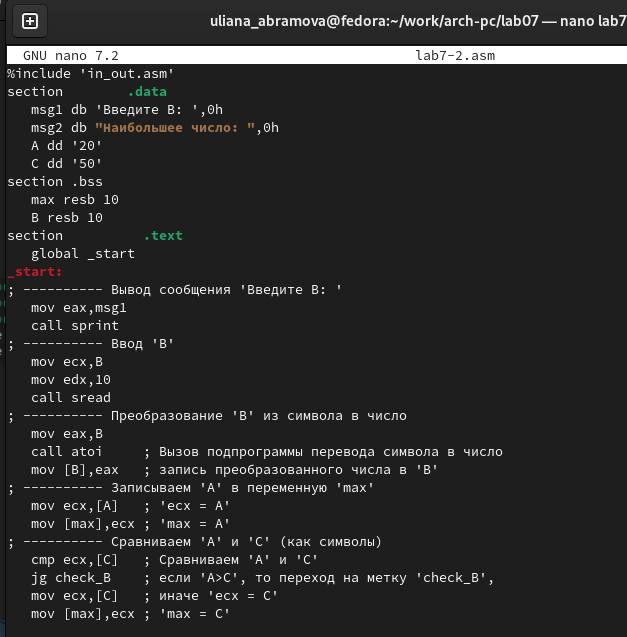 uliana_abramova@fedora:~/work/arch-pc/lab07 — nano lab7
GNU nano 7.2 lab7-2.asm
%include 'in_out.asm'
section .data
msg1 db 'Введите B: ',0h
msg2 db "Наибольшее число: ",0h
A dd '20'
C dd '50'
section .bss
max resb 10
B resb 10
section .text
global _start
_start:
; ---------- Вывод сообщения 'Введите B: '
mov eax,msg1
call sprint
; ---------- Ввод 'B'
mov ecx,B
mov edx,10
call sread
; ---------- Преобразование 'B' из символа в число
mov eax,B
call atoi ; Вызов подпрограммы перевода символа в число
mov [B],eax ; запись преобразованного числа в 'B'
; ---------- Записываем 'A' в переменную 'max'
mov ecx,[A] ; 'ecx = A'
mov [max],ecx ; 'max = A'
; ---------- Сравниваем 'A' и 'С' (как символы)
cmp ecx,[C] ; Сравниваем 'A' и 'С'
jg check_B ; если 'A>C', то переход на метку 'check_B',
mov ecx,[C] ; иначе 'ecx = C'
mov [max],ecx ; 'max = C'